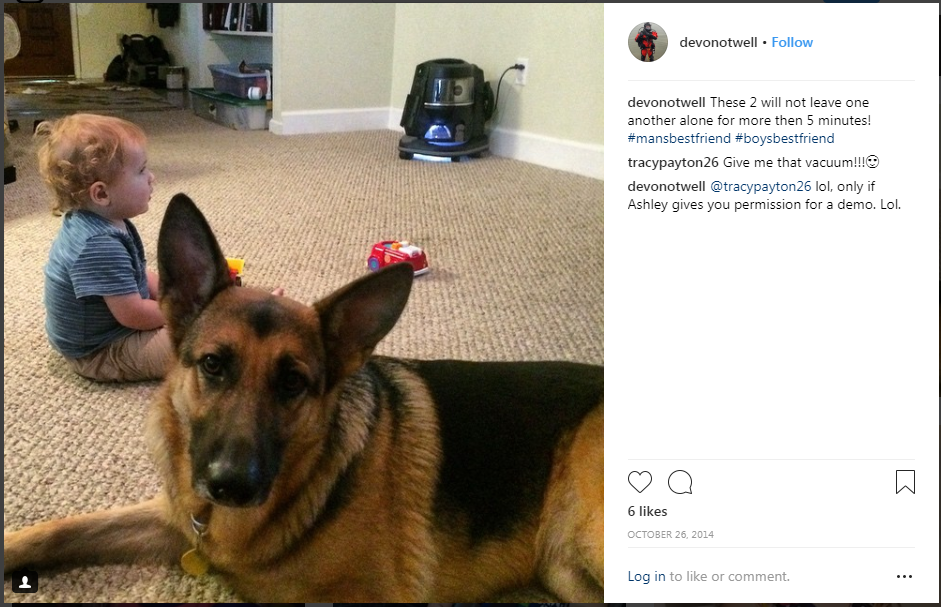 devonotwell • Follow
devonotwell These 2 will not leave one
another alone for more then 5 minutes!
#mansbestfriend #boysbestfriend
tracypayton26 Give me that vacuum!!!🙄
devonotwell @tracypayton26 lol, only if
Ashley gives you permission for a demo. Lol.
6 likes
OCTOBER 26, 2014
Log in to like or comment.